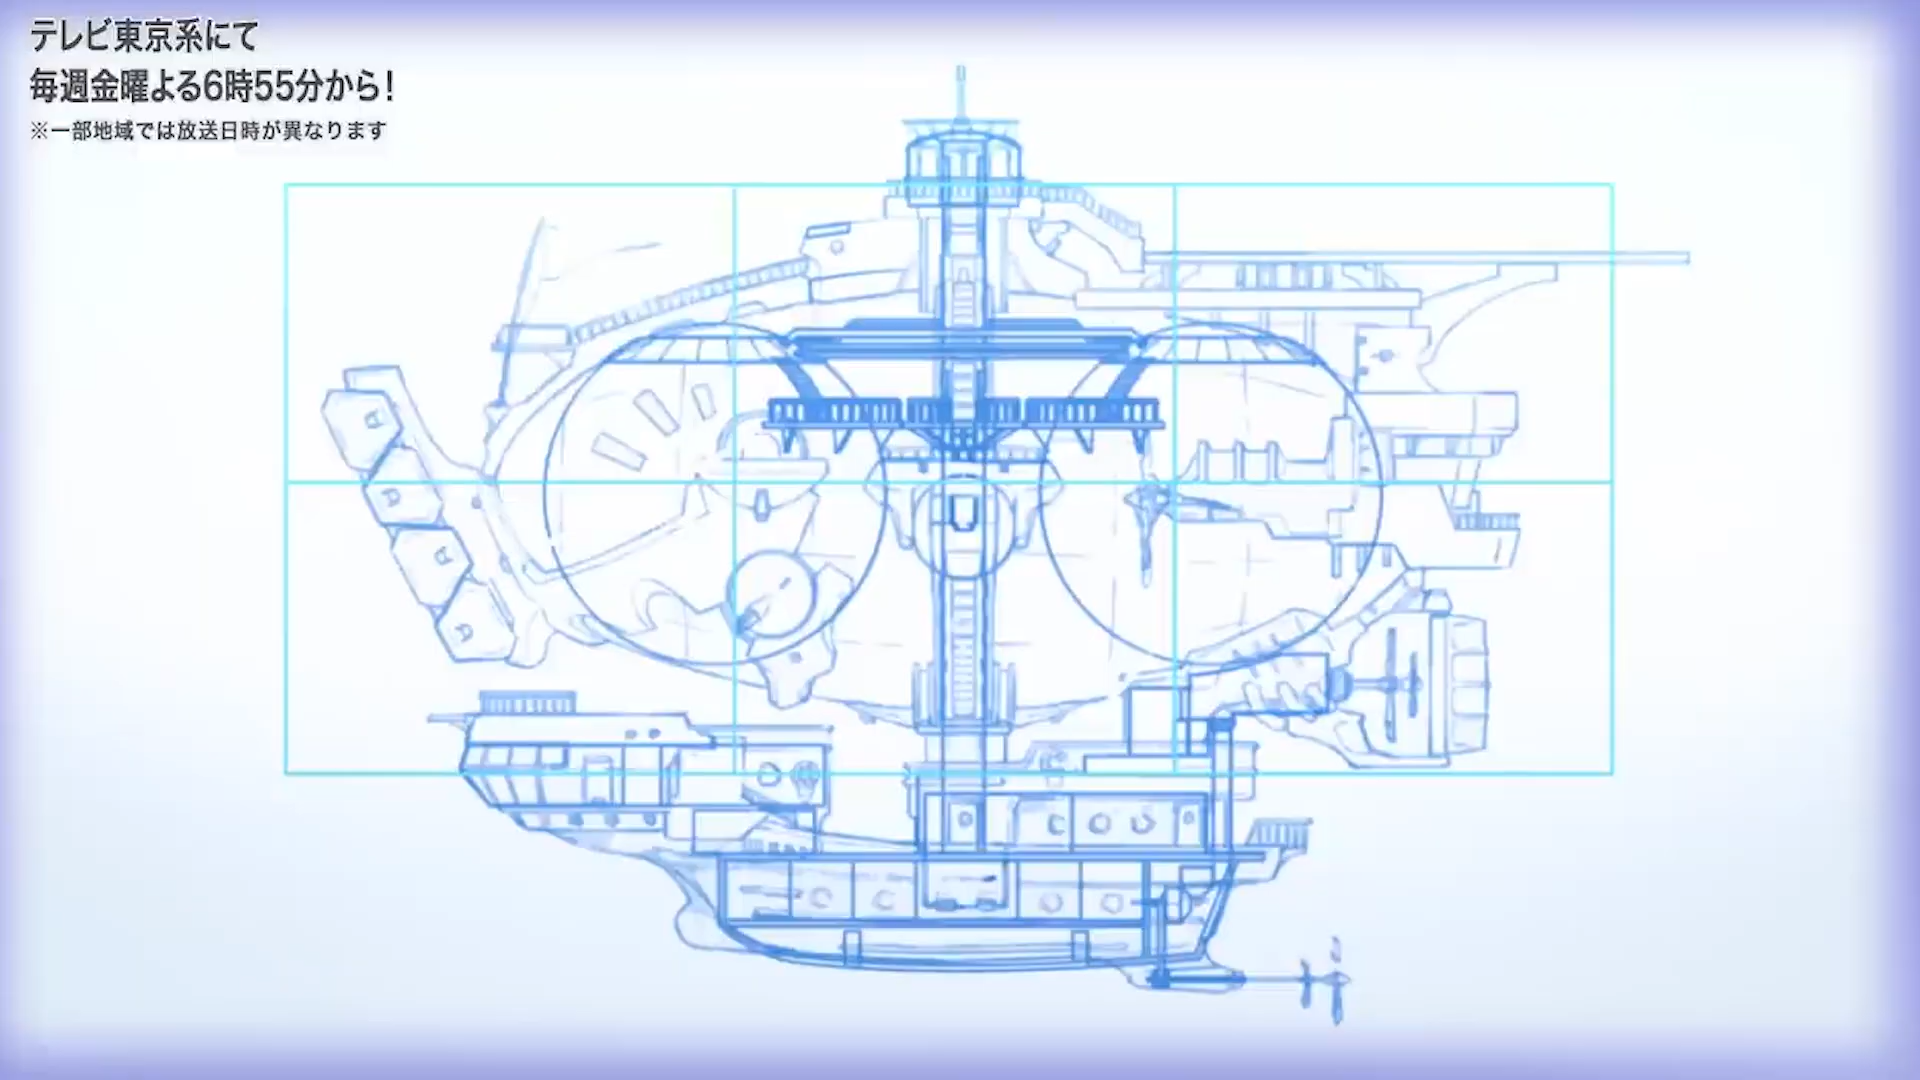 テレビ東京系にて
毎週金曜よる6時55分から!
※一部地域では放送日時が異なります